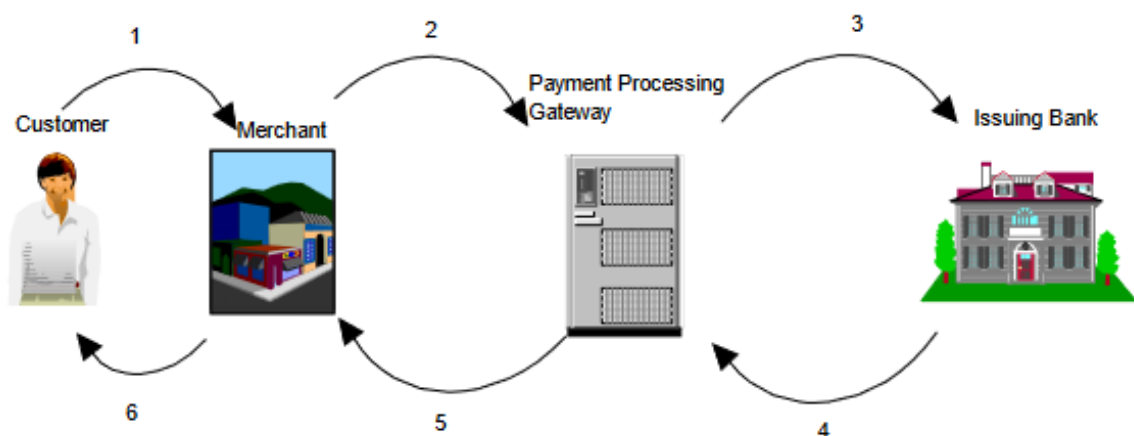 1
2
3
Payment Processing
Gateway
Customer
Merchant
Issuing Bank
6
5
4